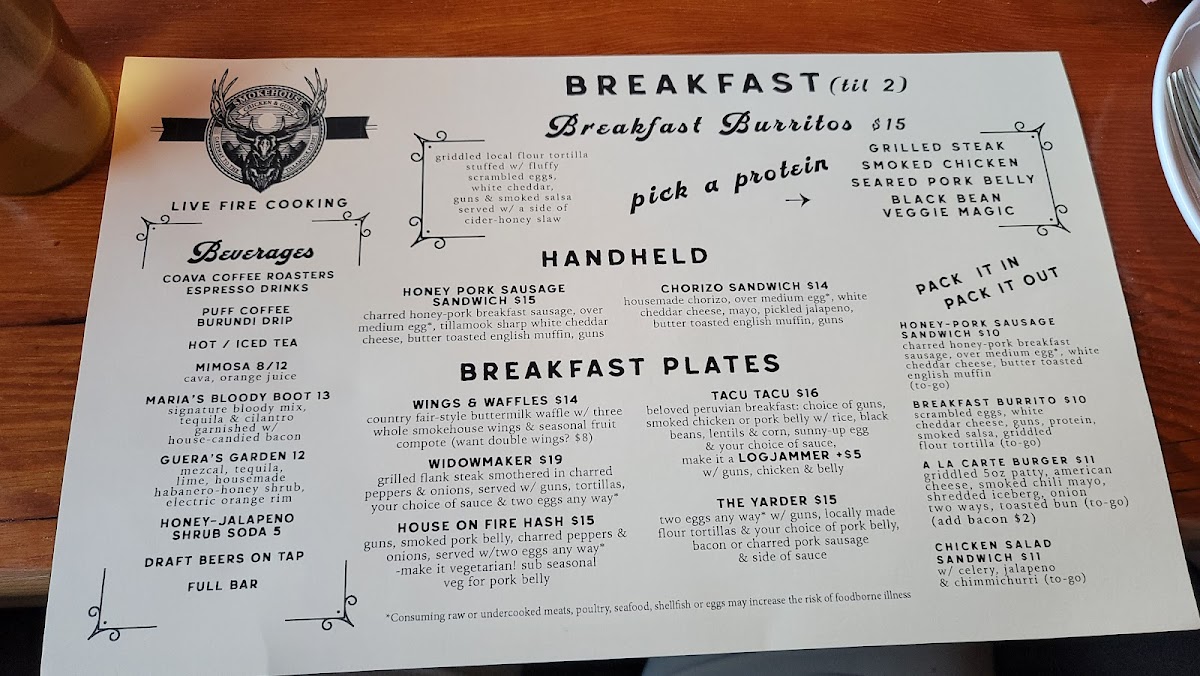 SMOKEHOUSE
CHICKEN & GUNS
LIVE FIRE COOKING
Beverages
COAVA COFFEE ROASTERS
ESPRESSO DRINKS
PUFF COFFEE
BURUNDI DRIP
HOT / ICED TEA
MIMOSA 8/12
cava, orange juice
MARIA'S BLOODY BOOT 13
signature bloody mix,
tequila & cilantro
garnished w/
house-candied bacon
GUERA'S GARDEN 12
mezcal, tequila,
lime, housemade
habanero-honey shrub,
electric orange rim
HONEY-JALAPENO
SHRUB SODA 5
DRAFT BEERS ON TAP
FULL BAR
BREAKFAST (til 2)
Breakfast Burritos $15
griddled local flour tortilla
stuffed w/ fluffy
scrambled eggs,
white cheddar,
guns & smoked salsa
served w/ a side of
cider-honey slaw
pick a protein
→
GRILLED STEAK
SMOKED CHICKEN
SEARED PORK BELLY
BLACK BEAN
VEGGIE MAGIC
HANDHELD
HONEY PORK SAUSAGE
SANDWICH $15
charred honey-pork breakfast sausage, over
medium egg*, tillamook sharp white cheddar
cheese, butter toasted english muffin, guns
CHORIZO SANDWICH $14
housemade chorizo, over medium egg*, white
cheddar cheese, mayo, pickled jalapeno,
butter toasted english muffin, guns
BREAKFAST PLATES
WINGS & WAFFLES $14
country fair-style buttermilk waffle w/ three
whole smokehouse wings & seasonal fruit
compote (want double wings? $8)
WIDOWMAKER $19
grilled flank steak smothered in charred
peppers & onions, served w/ guns, tortillas,
your choice of sauce & two eggs any way*
HOUSE ON FIRE HASH $15
guns, smoked pork belly, charred peppers &
onions, served w/two eggs any way*
-make it vegetarian! sub seasonal
veg for pork belly
TACU TACU $16
beloved peruvian breakfast: choice of guns,
smoked chicken or pork belly w/ rice, black
beans, lentils & corn, sunny-up egg
& your choice of sauce,
make it a LOGJAMMER +$5
w/ guns, chicken & belly
THE YARDER $15
two eggs any way* w/ guns, locally made
flour tortillas & your choice of pork belly,
bacon or charred pork sausage
& side of sauce
PACK IT IN
PACK IT OUT
HONEY-PORK SAUSAGE
SANDWICH $10
charred honey-pork breakfast
sausage, over medium egg*, white
cheddar cheese, butter toasted
english muffin
(to-go)
BREAKFAST BURRITO $10
scrambled eggs, white
cheddar cheese, guns, protein,
smoked salsa, griddled
flour tortilla (to-go)
A LA CARTE BURGER $11
griddled 5oz patty, american
cheese, smoked chili mayo,
shredded iceberg, onion
two ways, toasted bun (to-go)
(add bacon $2)
CHICKEN SALAD
SANDWICH $11
w/ celery, jalapeno
& chimmichurri (to-go)
*Consuming raw or undercooked meats, poultry, seafood, shellfish or eggs may increase the risk of foodborne illness